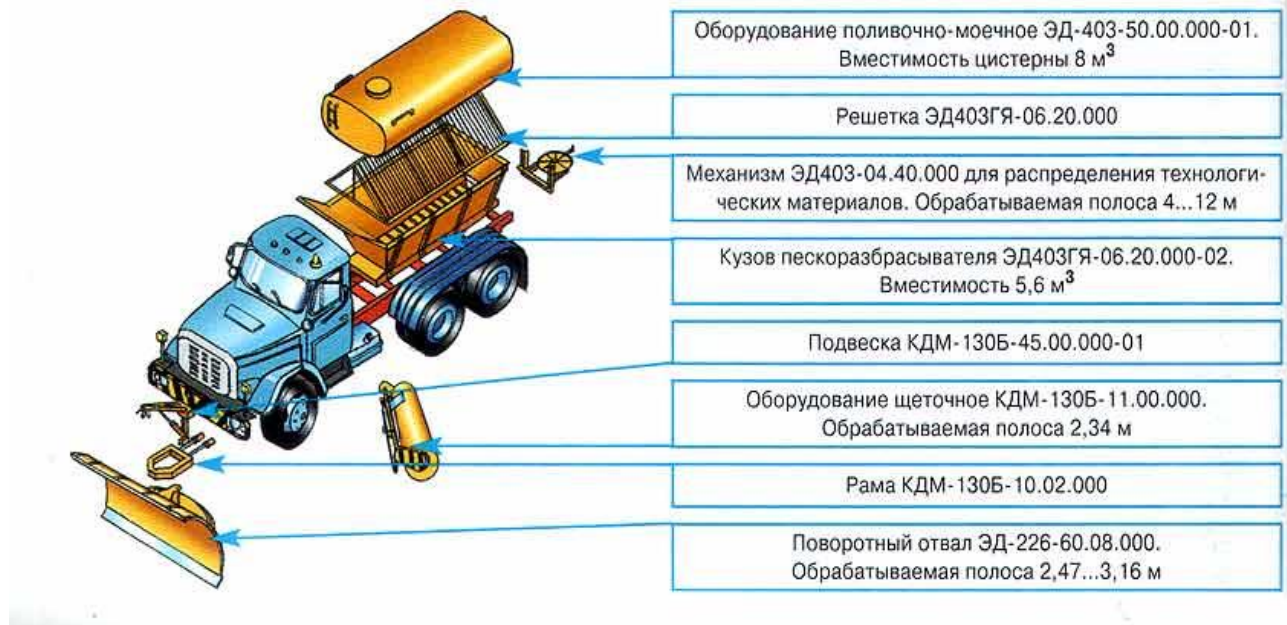 Оборудование поливочно-моечное ЭД-403-50.00.000-01.
Вместимость цистерны 8 м³
Решетка ЭД403ГЯ-06.20.000
Механизм ЭД403-04.40.000 для распределения технологи-
ческих материалов. Обрабатываемая полоса 4...12 м
Кузов пескоразбрасывателя ЭД403ГЯ-06.20.000-02.
Вместимость 5,6 м³
Подвеска КДМ-130Б-45.00.000-01
Оборудование щеточное КДМ-130Б-11.00.000.
Обрабатываемая полоса 2,34 м
Рама КДМ-130Б-10.02.000
Поворотный отвал ЭД-226-60.08.000.
Обрабатываемая полоса 2,47...3,16 м